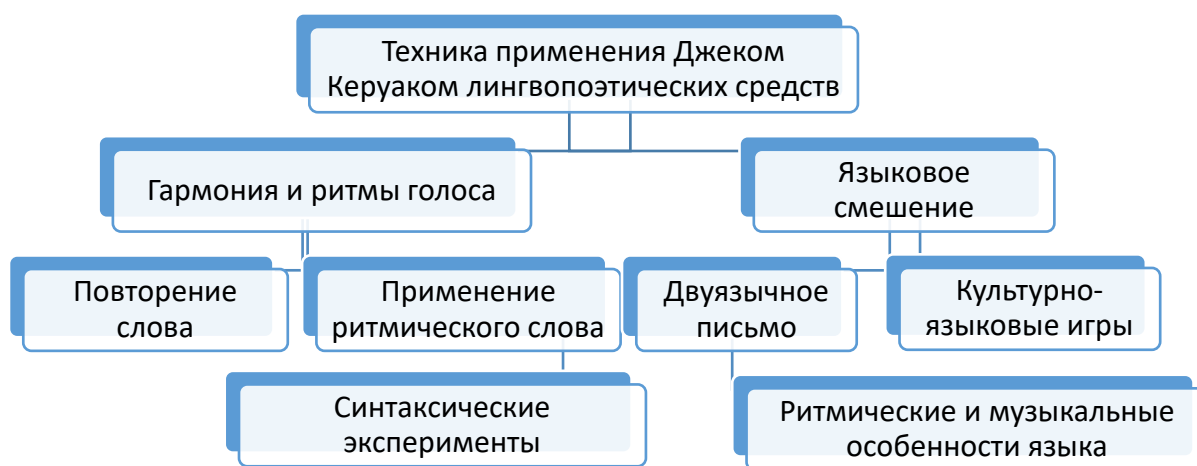 Техника применения Джеком
Керуаком лингвопоэтических средств
Гармония и ритмы голоса
Языковое
смешение
Повторение
слова
Применение
ритмического слова
Двуязычное
письмо
Культурно-
языковые игры
Синтаксические
эксперименты
Ритмические и музыкальные
особенности языка